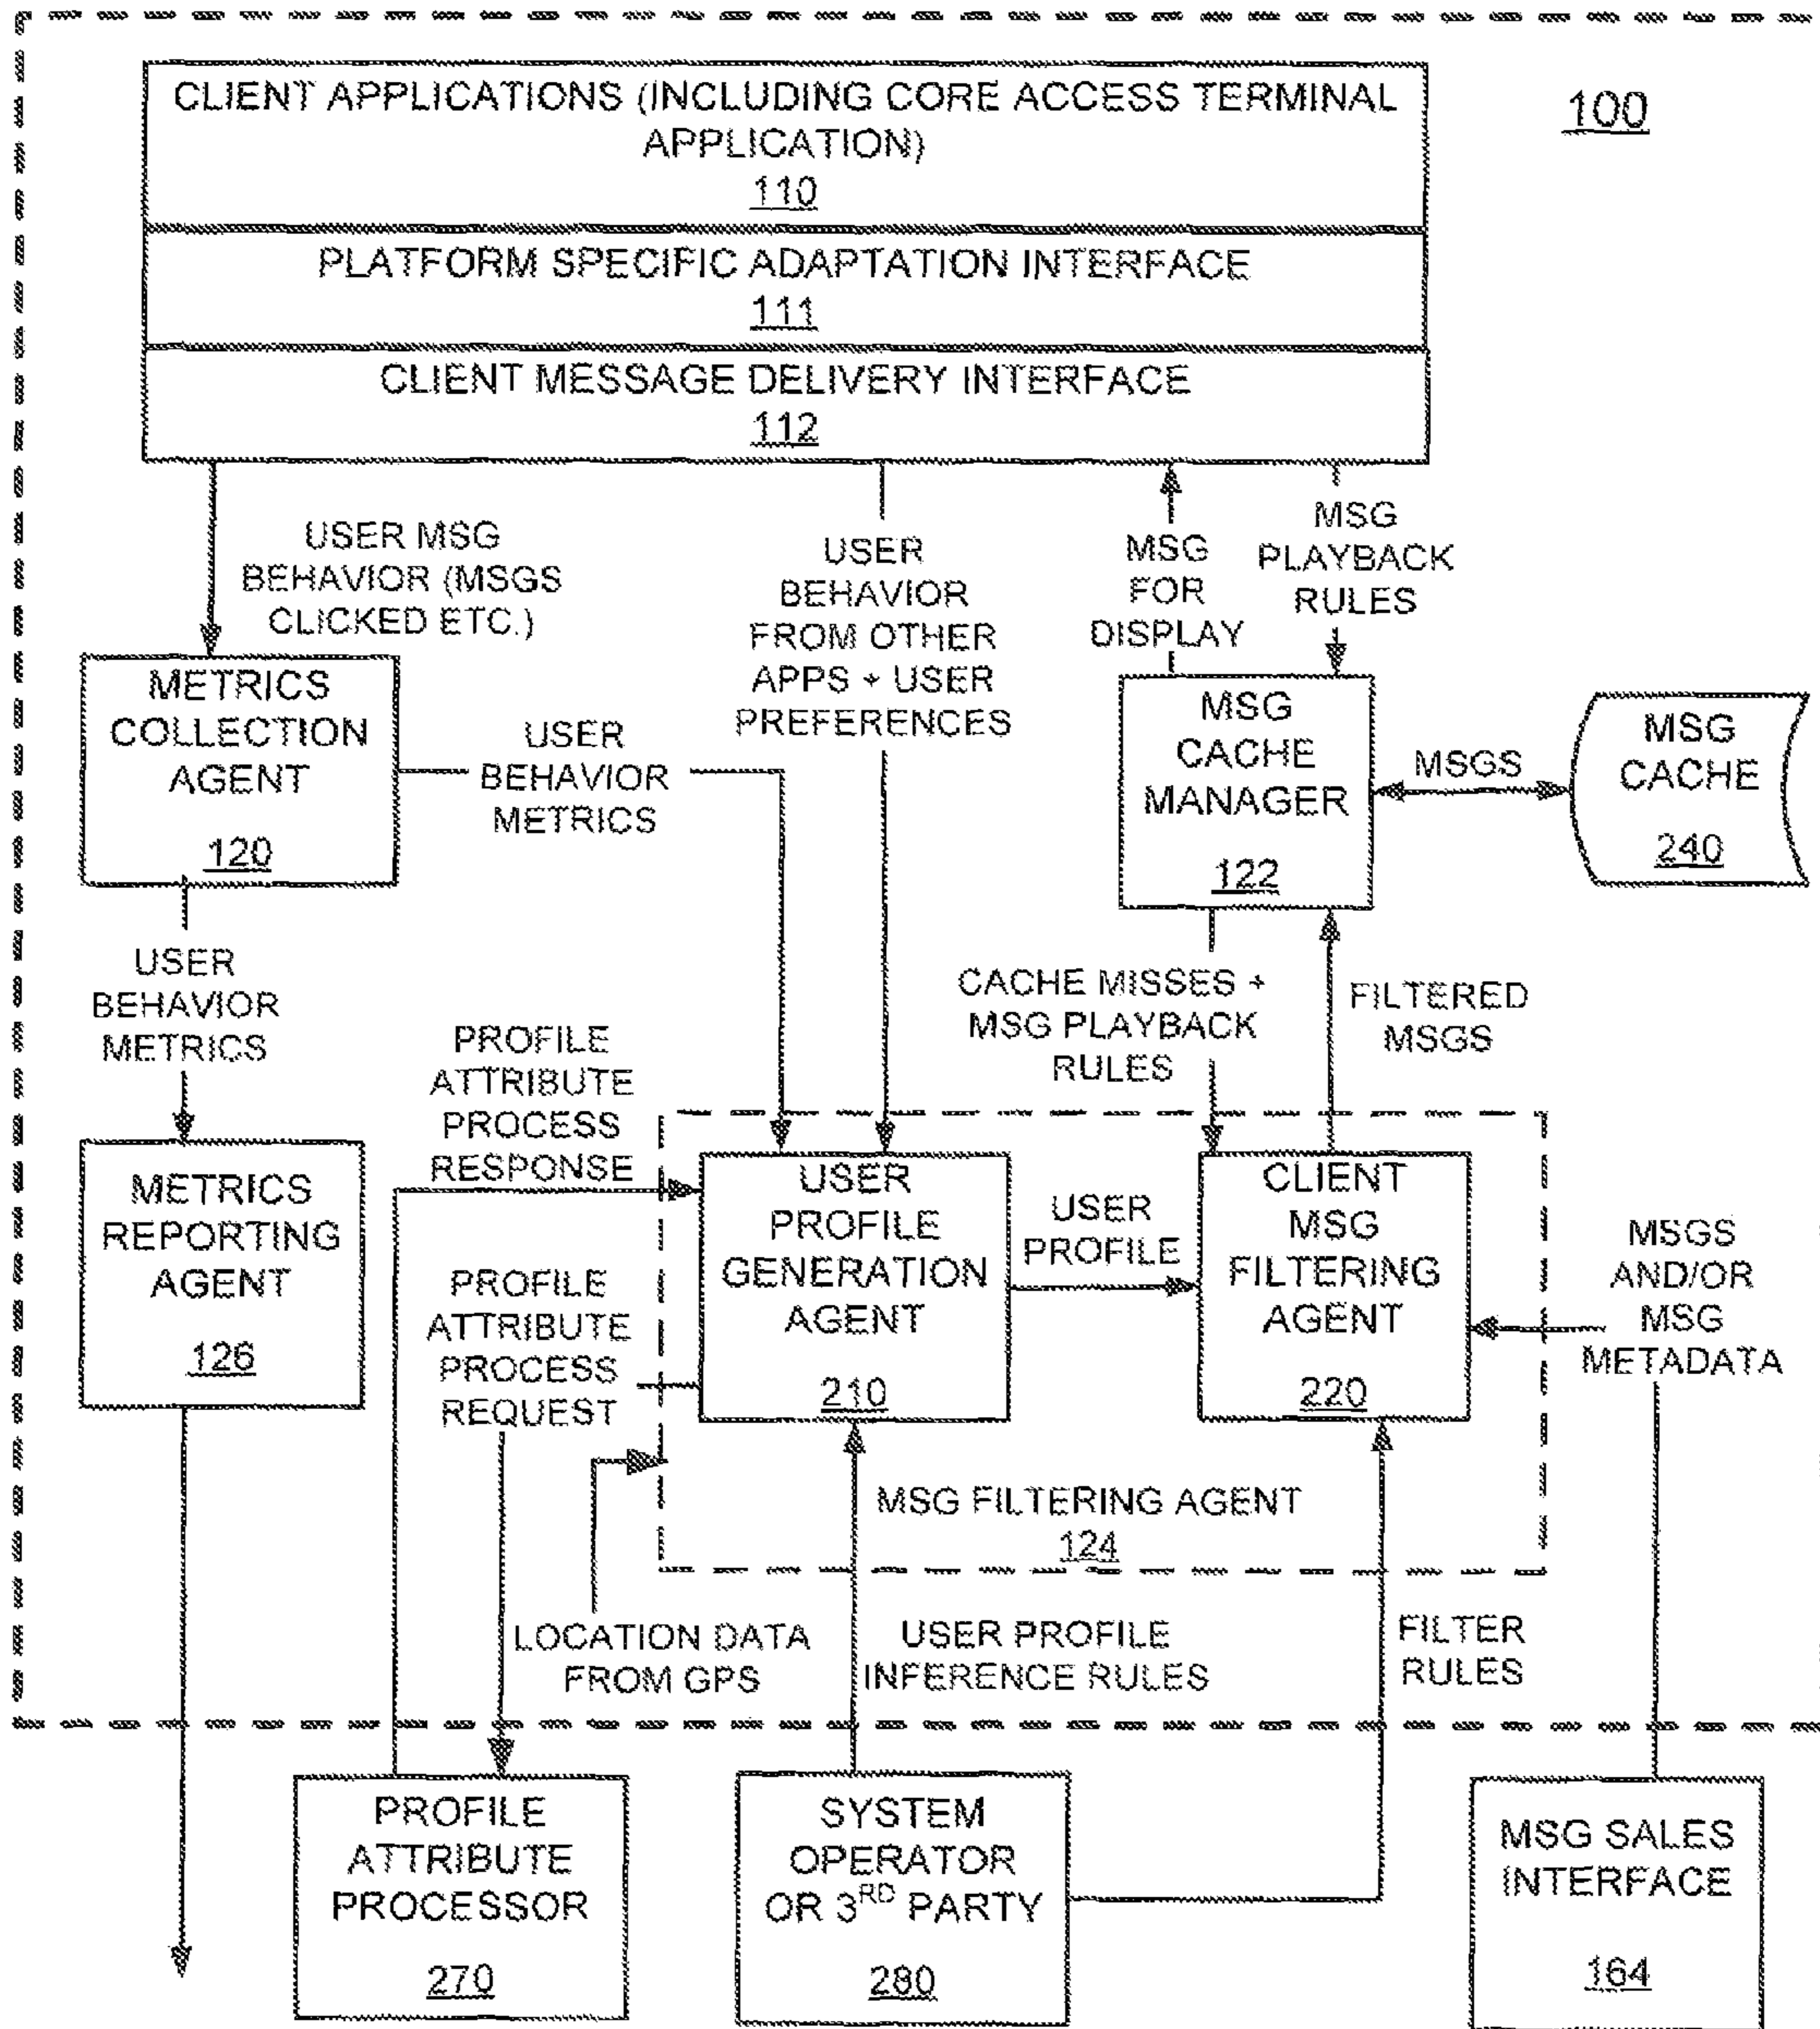 100
CLIENT APPLICATIONS (INCLUDING CORE ACCESS TERMINAL
APPLICATION)
110
PLATFORM SPECIFIC ADAPTATION INTERFACE
111
CLIENT MESSAGE DELIVERY INTERFACE
112
USER MSG
BEHAVIOR (MSGS
CLICKED ETC.)
USER
BEHAVIOR
FROM OTHER
APPS + USER
PREFERENCES
MSG
FOR
DISPLAY
MSG
PLAYBACK
RULES
METRICS
COLLECTION
AGENT
120
USER
BEHAVIOR
METRICS
MSG
CACHE
MANAGER
122
MSGS
MSG
CACHE
240
USER
BEHAVIOR
METRICS
CACHE MISSES +
MSG PLAYBACK
RULES
FILTERED
MSGS
PROFILE
ATTRIBUTE
PROCESS
RESPONSE
METRICS
REPORTING
AGENT
126
PROFILE
ATTRIBUTE
PROCESS
REQUEST
USER
PROFILE
GENERATION
AGENT
210
USER
PROFILE
CLIENT
MSG
FILTERING
AGENT
220
MSGS
AND/OR
MSG
METADATA
MSG FILTERING AGENT
124
LOCATION DATA
FROM GPS
USER PROFILE
INFERENCE RULES
FILTER
RULES
PROFILE
ATTRIBUTE
PROCESSOR
270
SYSTEM
OPERATOR
OR 3RD PARTY
280
MSG SALES
INTERFACE
164